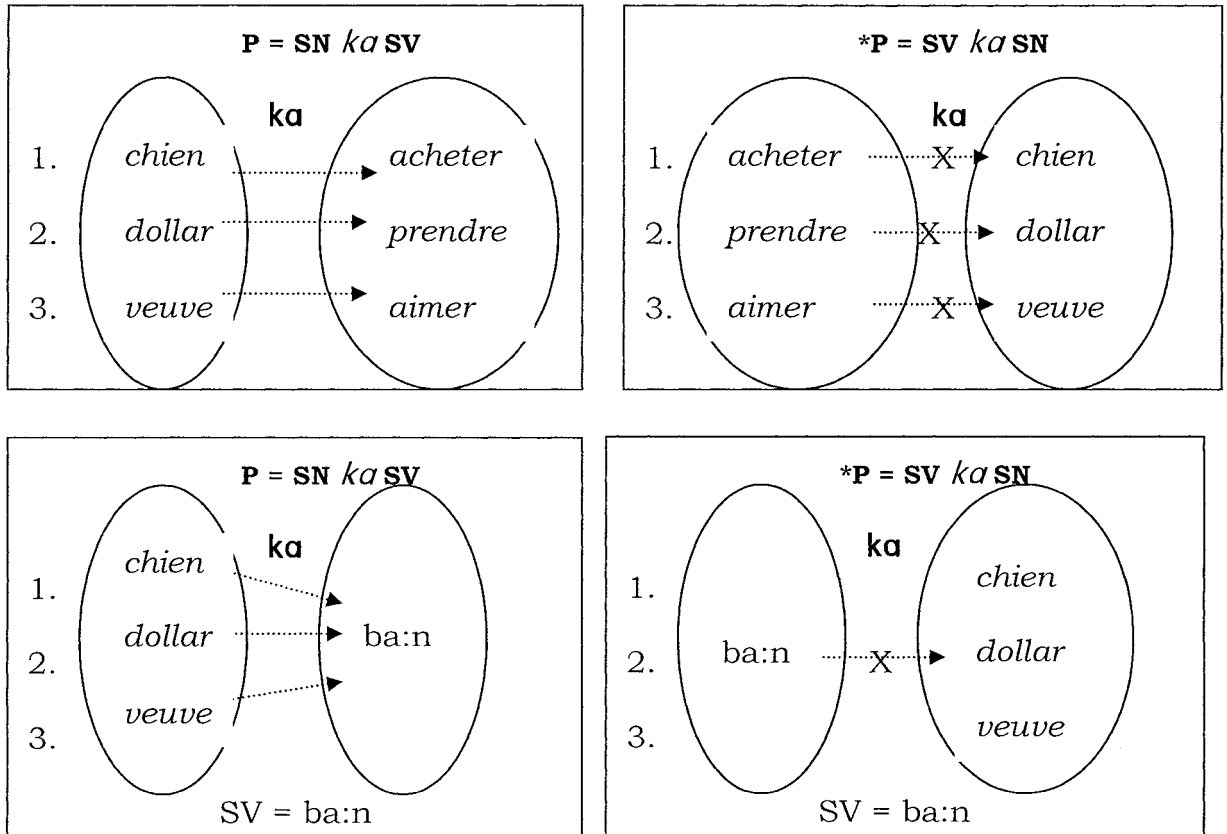 P = SN ka SV
ka
1. chien acheter
2. dollar prendre
3. veuve aimer
*P = SV ka SN
ka
1. acheter X chien
2. prendre X dollar
3. aimer X veuve
P = SN ka SV
ka
chien
1.
dollar ba:n
2.
veuve
3.
SV = ba:n
*P = SV ka SN
ka
chien
1.
ba:n X dollar
2.
veuve
3.
SV = ba:n